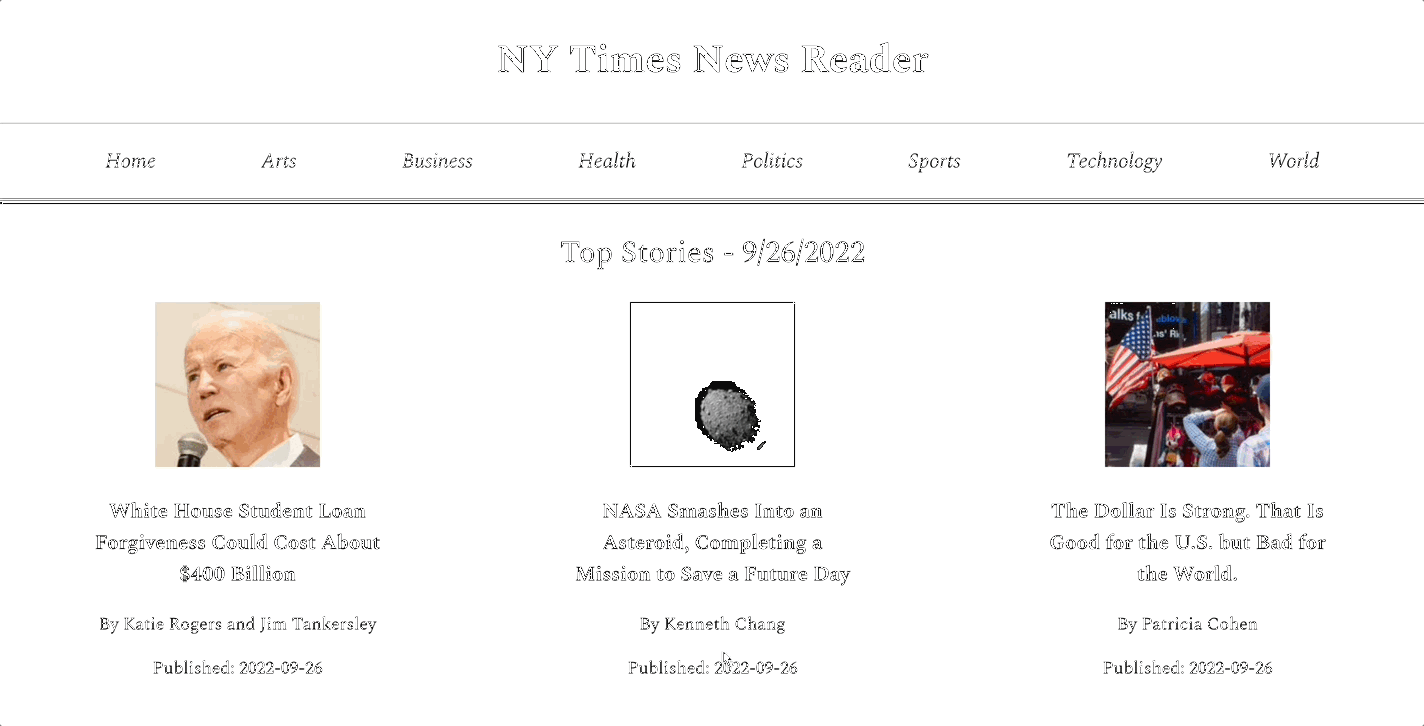 NY Times News Reader
Home Arts Business Health Politics Sports Technology World
Top Stories - 9/26/2022
alks f
White House Student Loan
Forgiveness Could Cost About
$400 Billion
By Katie Rogers and Jim Tankersley
Published: 2022-09-26
NASA Smashes Into an
Asteroid, Completing a
Mission to Save a Future Day
By Kenneth Chang
Published: 2022-09-26
The Dollar Is Strong. That Is
Good for the U.S. but Bad for
the World.
By Patricia Cohen
Published: 2022-09-26